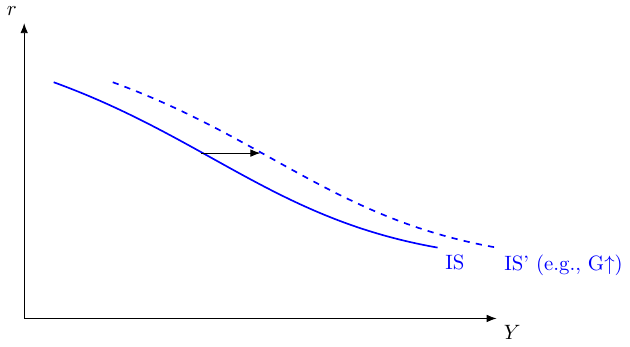 r
IS
IS' (e.g., G↑)
Y